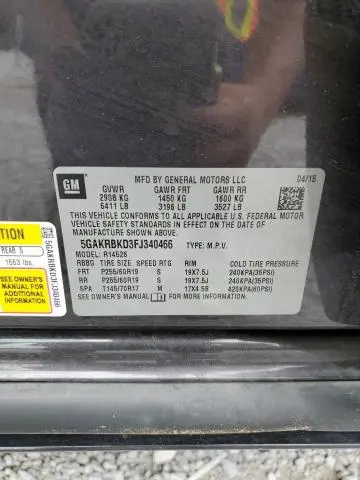 GM
MFD BY GENERAL MOTORS LLC
04/15
GVWR GAWR FRT GAWR RR
2908 KG 1450 KG 1600 KG
6411 LB 3196 LB 3527 LB
THIS VEHICLE CONFORMS TO ALL APPLICABLE U.S. FEDERAL MOTOR
VEHICLE SAFETY STANDARDS IN EFFECT ON THE DATE
OF MANUFACTURE SHOWN ABOVE.
5GAKRBKD3FJ340466 TYPE: M.P.V.
MODEL: R14526
RBBG TIRE SIZE SPEED RTG RIM COLD TIRE PRESSURE
FRT P255/60R19 S 19X7.5J 240KPA(35PSI)
RR P255/60R19 S 19X7.5J 240KPA(35PSI)
SPA T145/70R17 M 17X4.5B 420KPA(60PSI)
SEE OWNER'S MANUAL FOR MORE INFORMATION.
TION
REAR 5
1553 lbs.
SEE OWNER'S
MANUAL FOR
ADDITIONAL
INFORMATION
5GAKRBKD3FJ340466